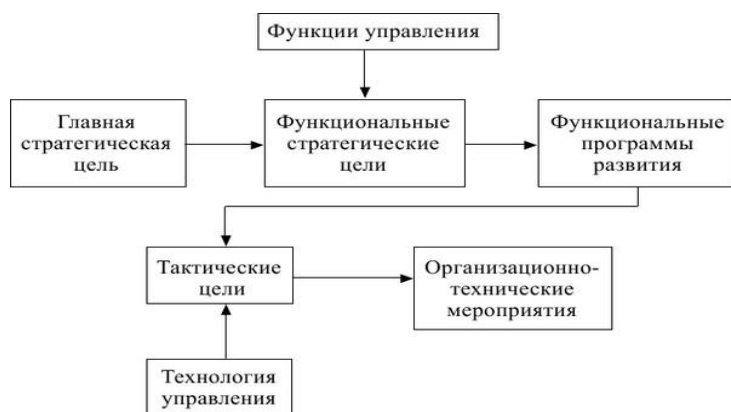 Функции управления
Главная
стратегическая
цель
Функциональные
стратегические
цели
Функциональные
программы
развития
Тактические
цели
Организационно-
технические
мероприятия
Технология
управления